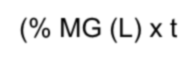 (% MG (L) x t